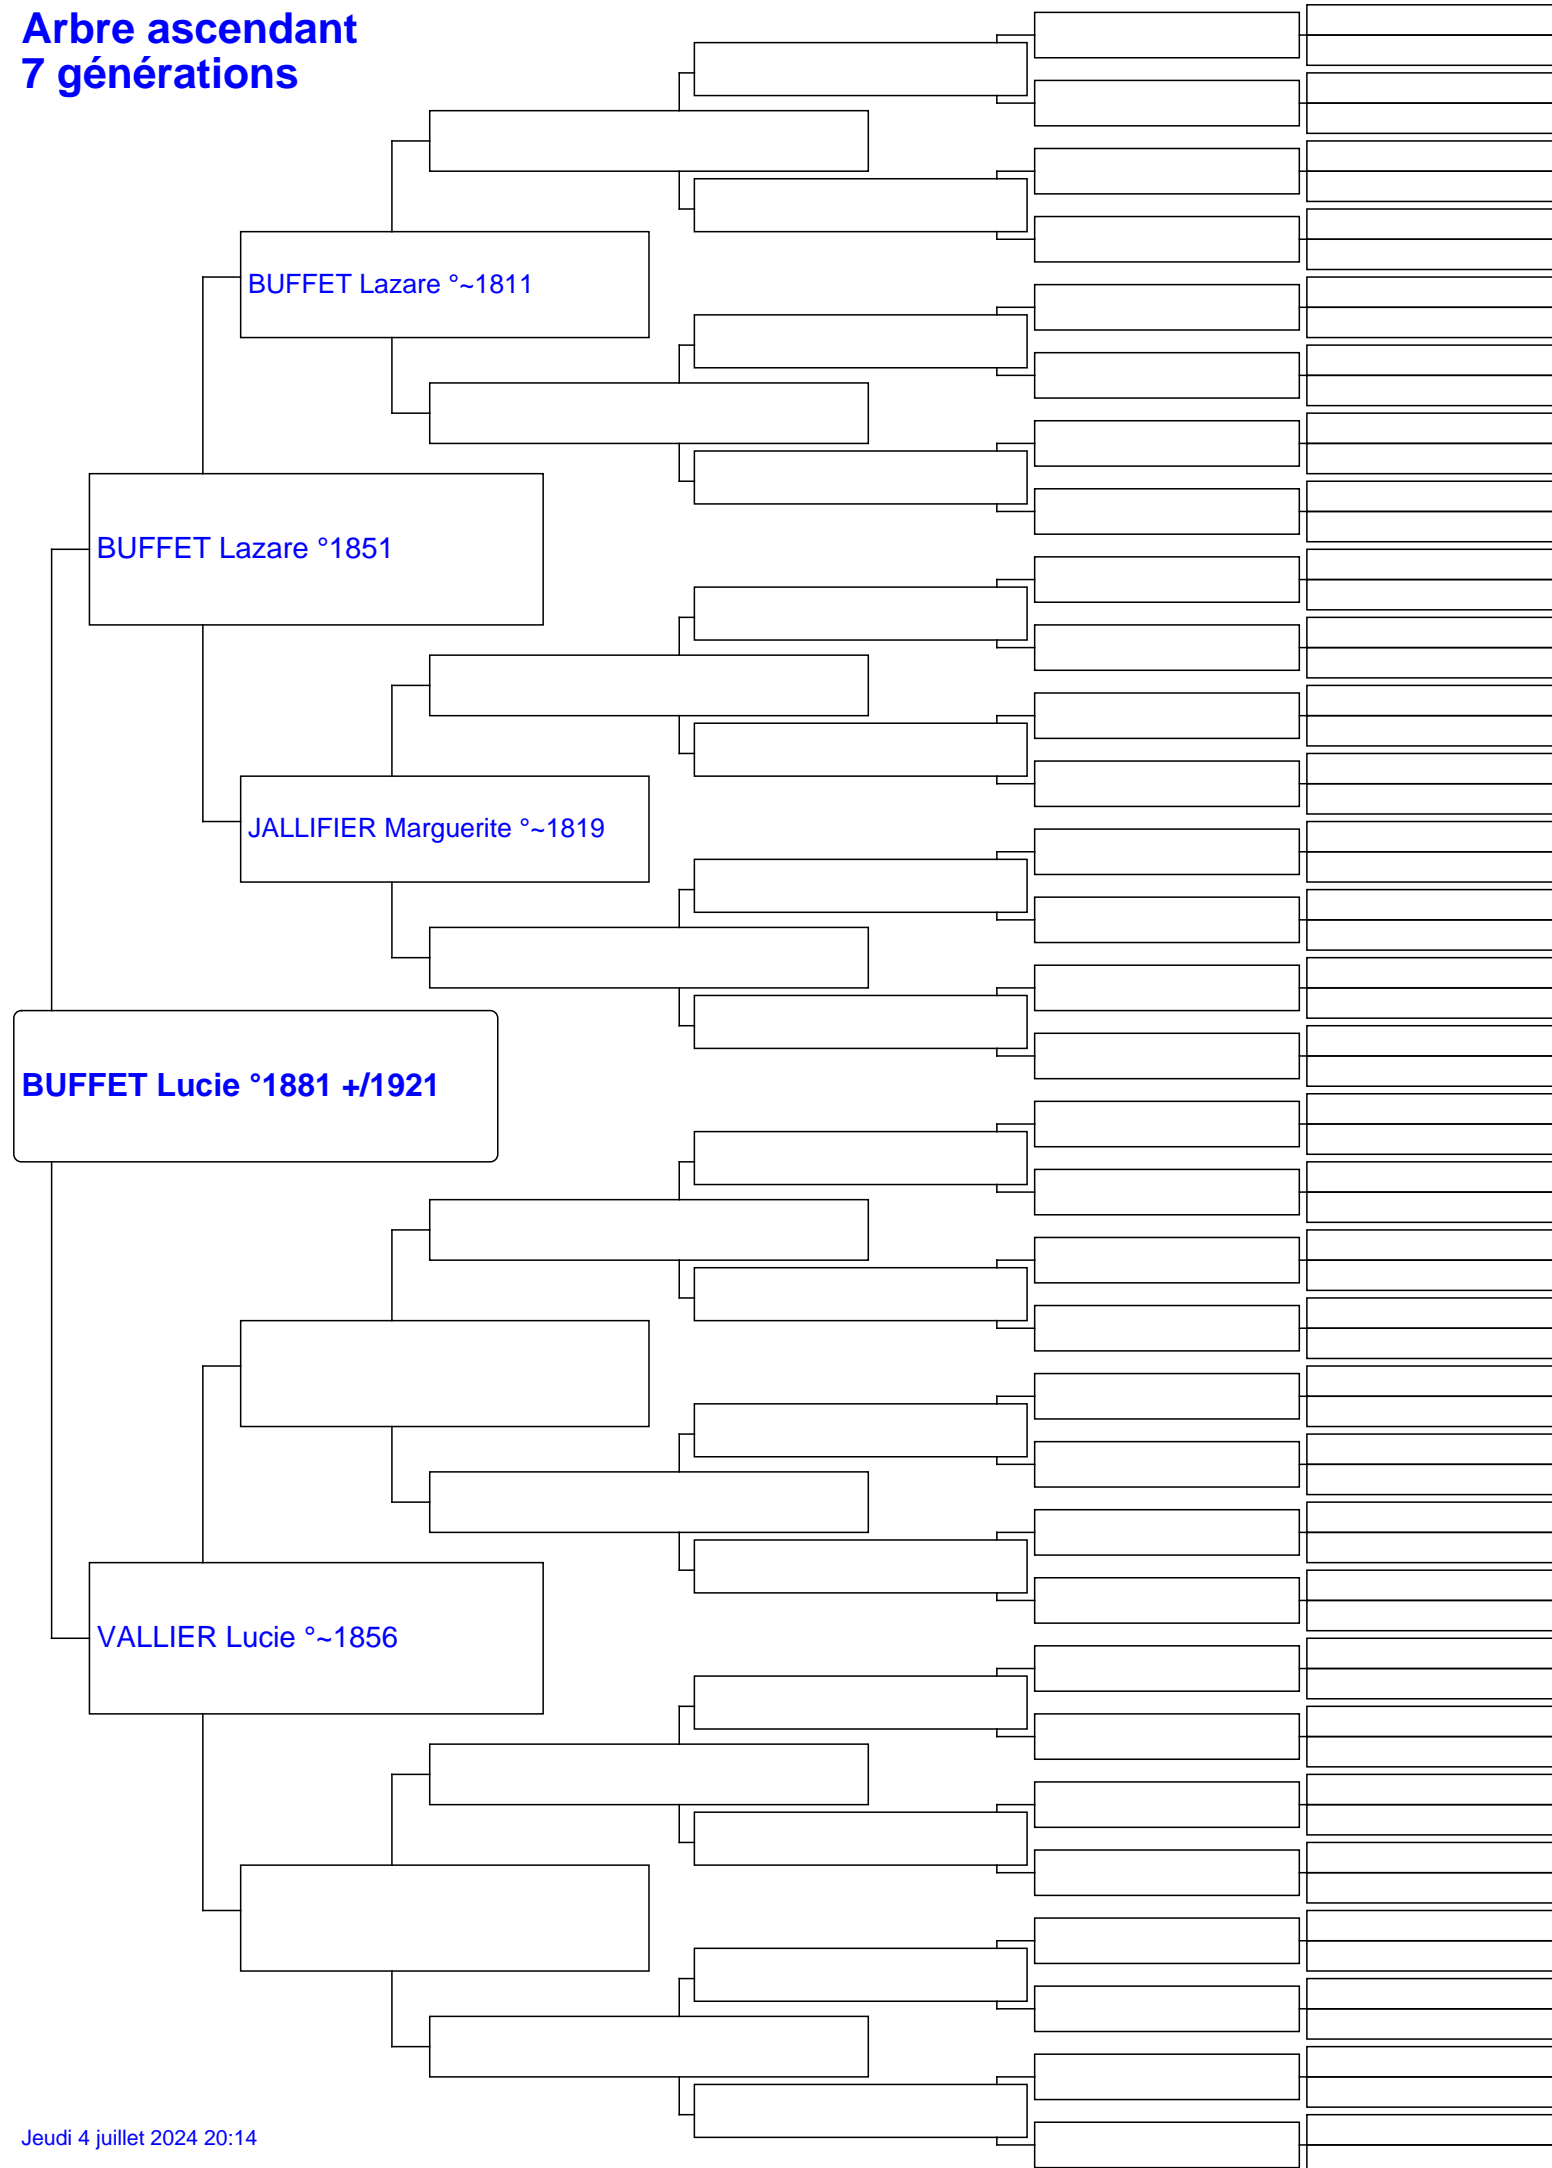 Arbre ascendant
7 générations
BUFFET Lazare °~1811
BUFFET Lazare °1851
JALLIFIER Marguerite °~1819
BUFFET Lucie °1881 +/1921
VALLIER Lucie °~1856
Jeudi 4 juillet 2024 20:14